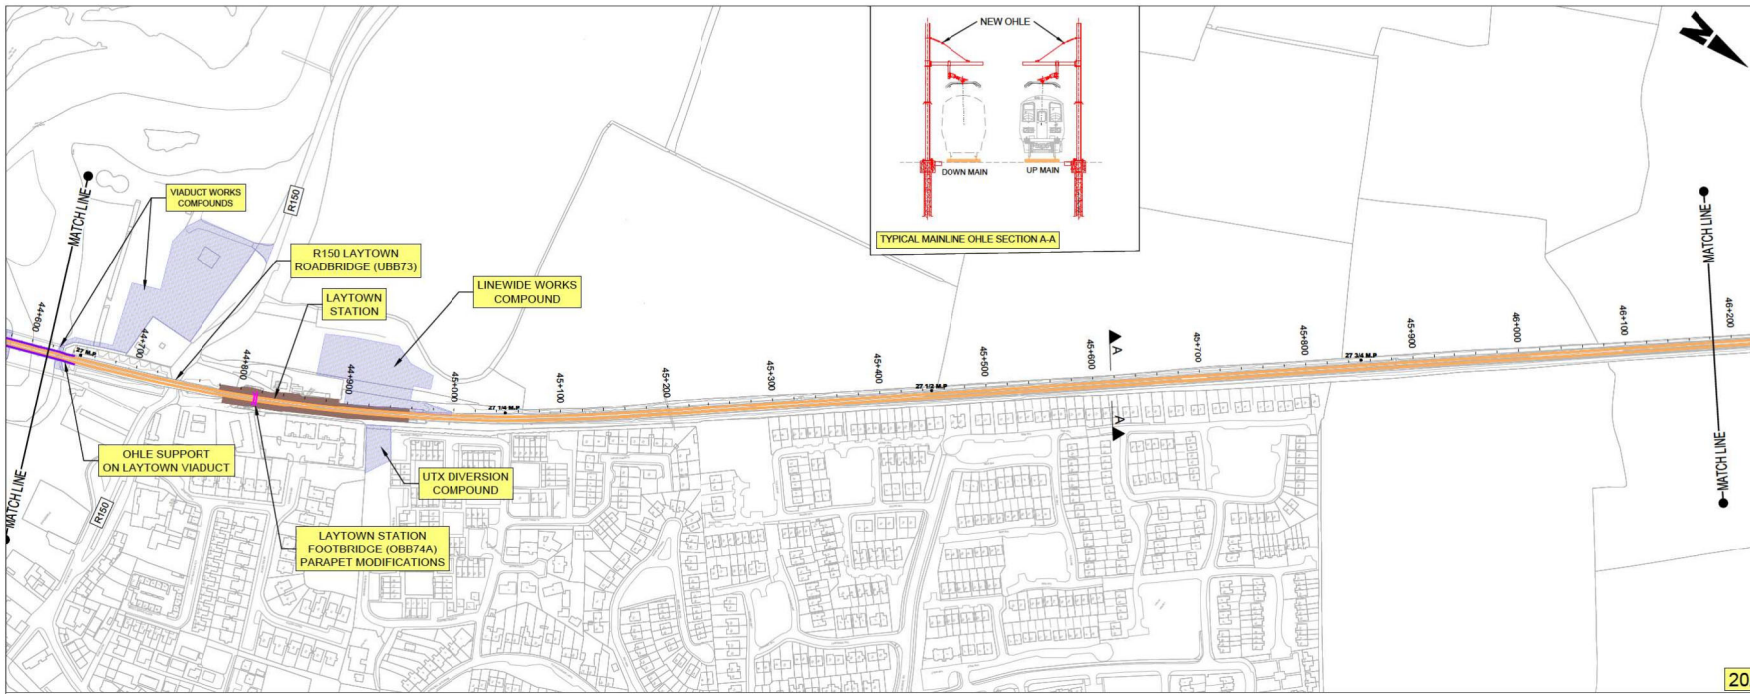 NEW OHLE
DOWN MAIN
UP MAIN
TYPICAL MAINLINE OHLE SECTION A-A
N
MATCH LINE
VIADUCT WORKS
COMPOUNDS
R150
R150 LAYTOWN
ROADBRIDGE (UBB73)
LAYTOWN
STATION
LINEWIDE WORKS
COMPOUND
MATCH LINE
44+600
27 M.P
44+700
44+800
44+900
45+000
27 1/4 M.P
45+100
45+200
45+300
45+400
27 1/2 M.P
45+500
45+600
A
A
45+700
45+800
27 3/4 M.P
45+900
46+000
46+100
46+200
OHLE SUPPORT
ON LAYTOWN VIADUCT
UTX DIVERSION
COMPOUND
LAYTOWN STATION
FOOTBRIDGE (OBB74A)
PARAPET MODIFICATIONS
MATCH LINE
R150
MATCH LINE
20